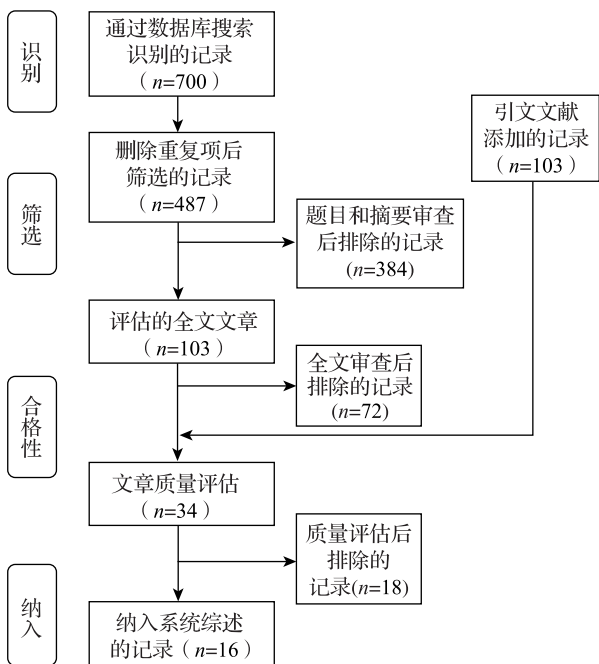 识别
通过数据库搜索
识别的记录
（n=700）
引文文献
添加的记录
（n=103）
删除重复项后
筛选的记录
（n=487）
筛选
题目和摘要审查
后排除的记录
(n=384)
评估的全文文章
（n=103）
全文审查后
排除的记录
(n=72)
合格性
文章质量评估
（n=34）
质量评估后
排除的
记录(n=18)
纳入
纳入系统综述
的记录（n=16）